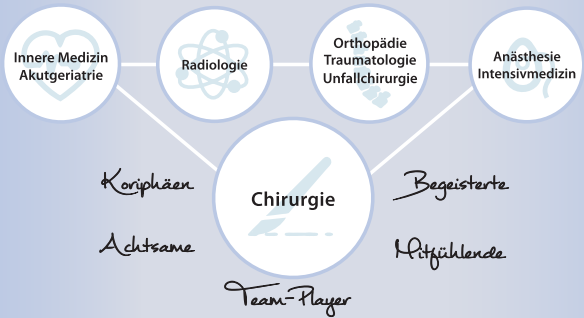 Innere Medizin
Akutgeriatrie
Radiologie
Orthopädie
Traumatologie
Unfallchirurgie
Anästhesie
Intensivmedizin
Chirurgie
Koriphäen
Begeisterte
Achtsame
Mitfühlende
Team-Player